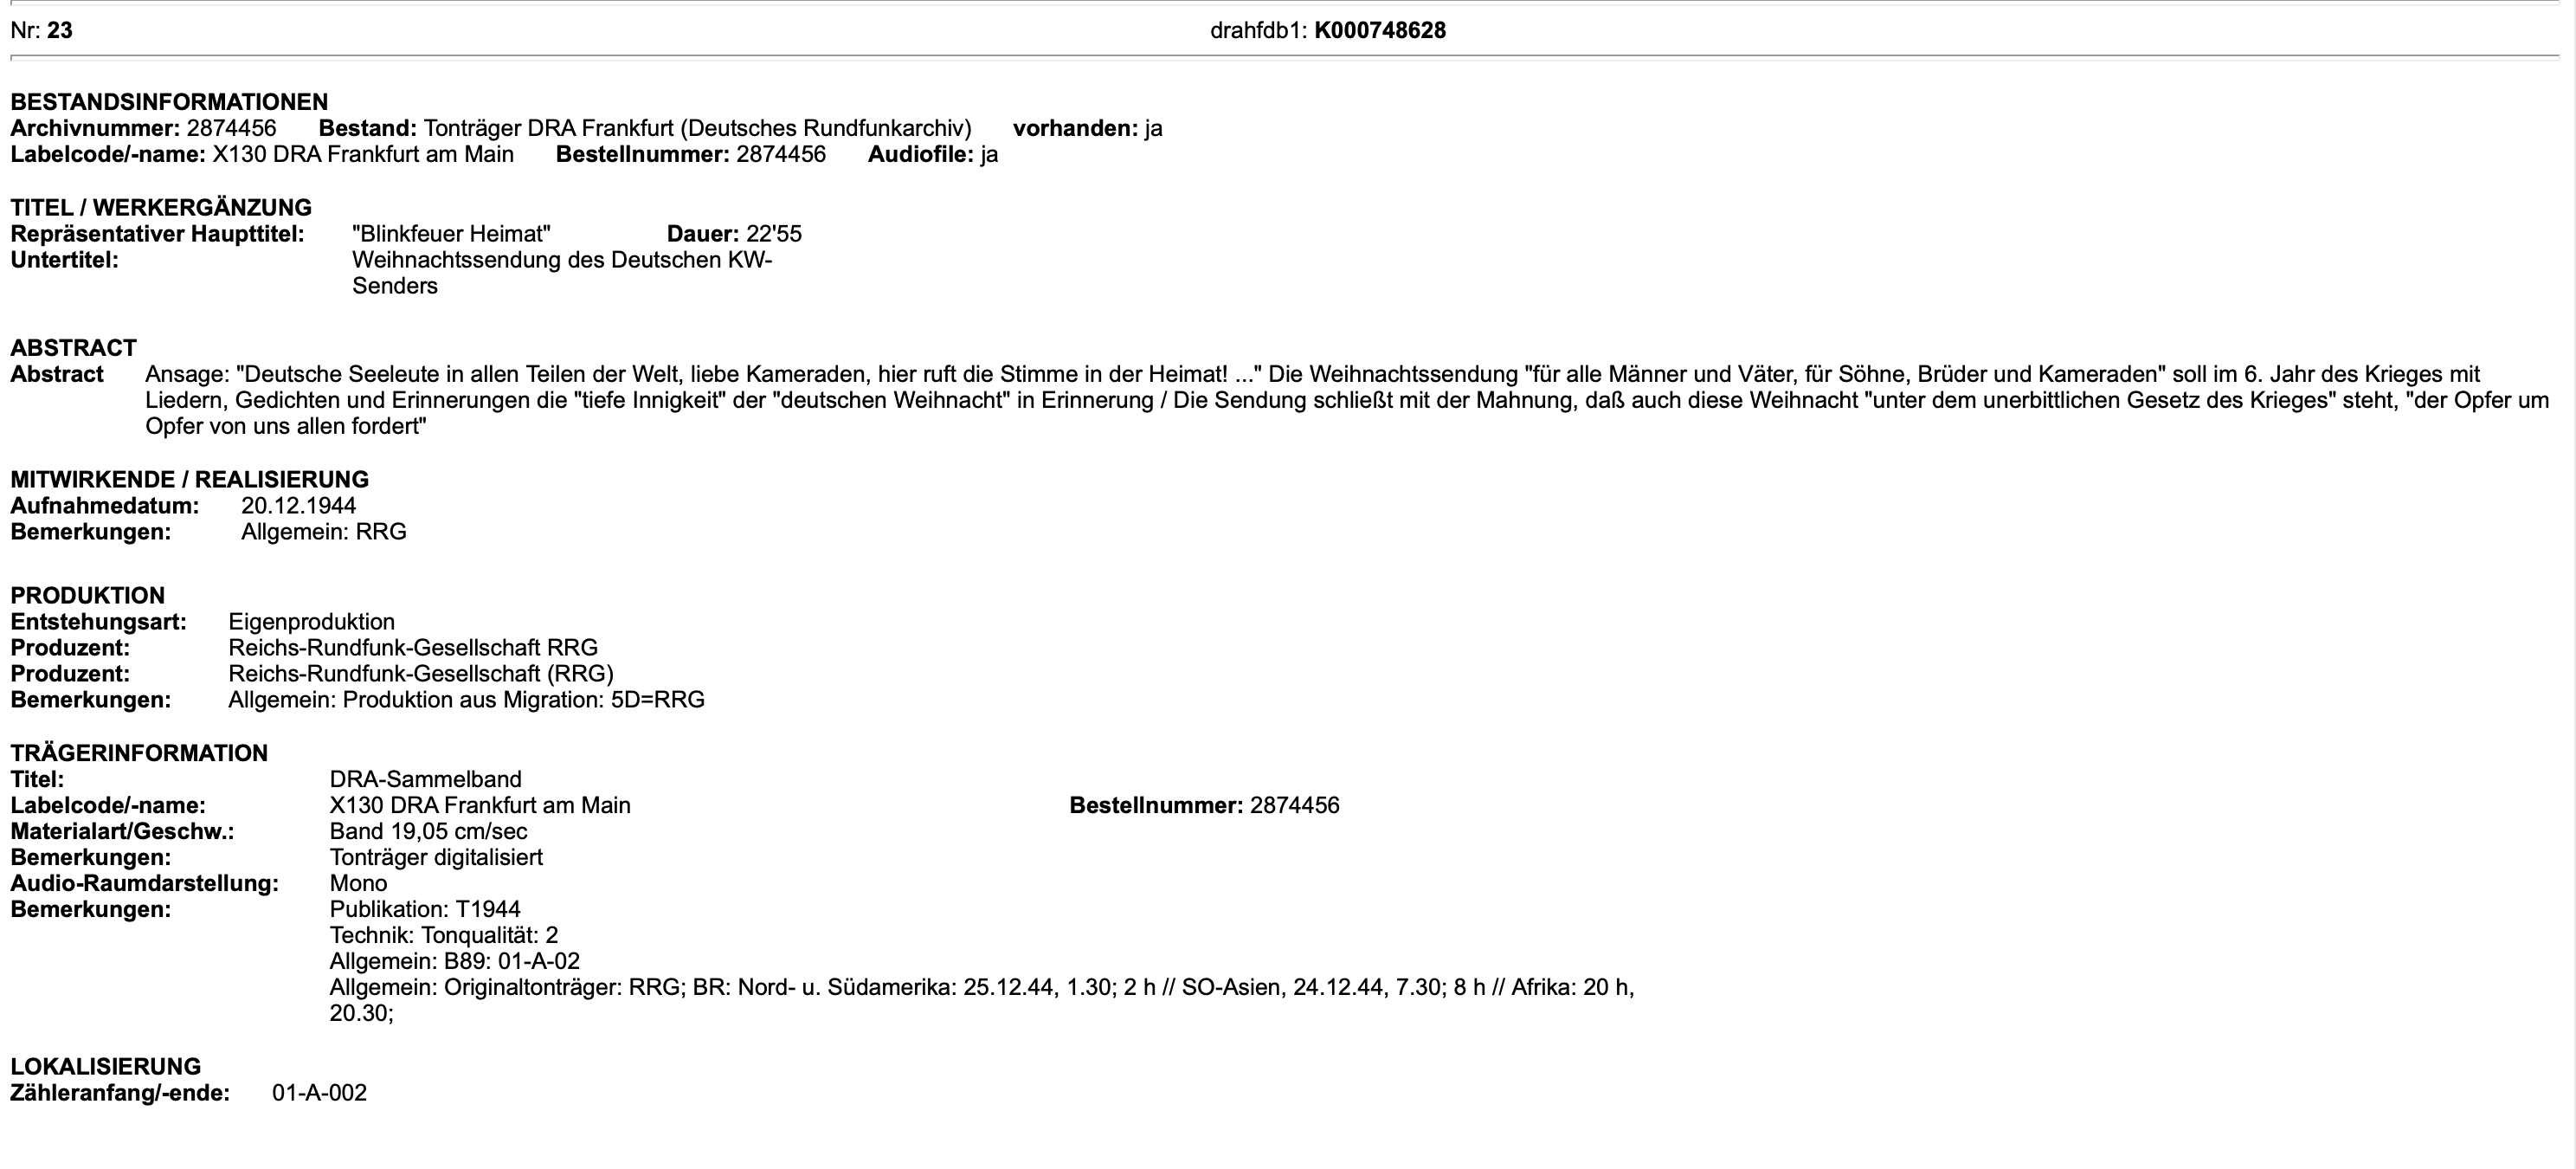 Nr: 23 drahfdb1: K000748628
BESTANDSINFORMATIONEN
Archivnummer: 2874456 Bestand: Tonträger DRA Frankfurt (Deutsches Rundfunkarchiv) vorhanden: ja
Labelcode/-name: X130 DRA Frankfurt am Main Bestellnummer: 2874456 Audiofile: ja
TITEL / WERKERGÄNZUNG
Repräsentativer Haupttitel: "Blinkfeuer Heimat" Dauer: 22'55
Untertitel: Weihnachtssendung des Deutschen KW-
Senders
ABSTRACT
Abstract Ansage: "Deutsche Seeleute in allen Teilen der Welt, liebe Kameraden, hier ruft die Stimme in der Heimat! ..." Die Weihnachtssendung "für alle Männer und Väter, für Söhne, Brüder und Kameraden" soll im 6. Jahr des Krieges mit
Liedern, Gedichten und Erinnerungen die "tiefe Innigkeit" der "deutschen Weihnacht" in Erinnerung / Die Sendung schließt mit der Mahnung, daß auch diese Weihnacht "unter dem unerbittlichen Gesetz des Krieges" steht, "der Opfer um
Opfer von uns allen fordert"
MITWIRKENDE / REALISIERUNG
Aufnahmedatum: 20.12.1944
Bemerkungen: Allgemein: RRG
PRODUKTION
Entstehungsart: Eigenproduktion
Produzent: Reichs-Rundfunk-Gesellschaft RRG
Produzent: Reichs-Rundfunk-Gesellschaft (RRG)
Bemerkungen: Allgemein: Produktion aus Migration: 5D=RRG
TRÄGERINFORMATION
Titel: DRA-Sammelband
Labelcode/-name: X130 DRA Frankfurt am Main Bestellnummer: 2874456
Materialart/Geschw.: Band 19,05 cm/sec
Bemerkungen: Tonträger digitalisiert
Audio-Raumdarstellung: Mono
Bemerkungen: Publikation: T1944
Technik: Tonqualität: 2
Allgemein: B89: 01-A-02
Allgemein: Originaltonträger: RRG; BR: Nord- u. Südamerika: 25.12.44, 1.30; 2 h // SO-Asien, 24.12.44, 7.30; 8 h // Afrika: 20 h,
20.30;
LOKALISIERUNG
Zähleranfang/-ende: 01-A-002